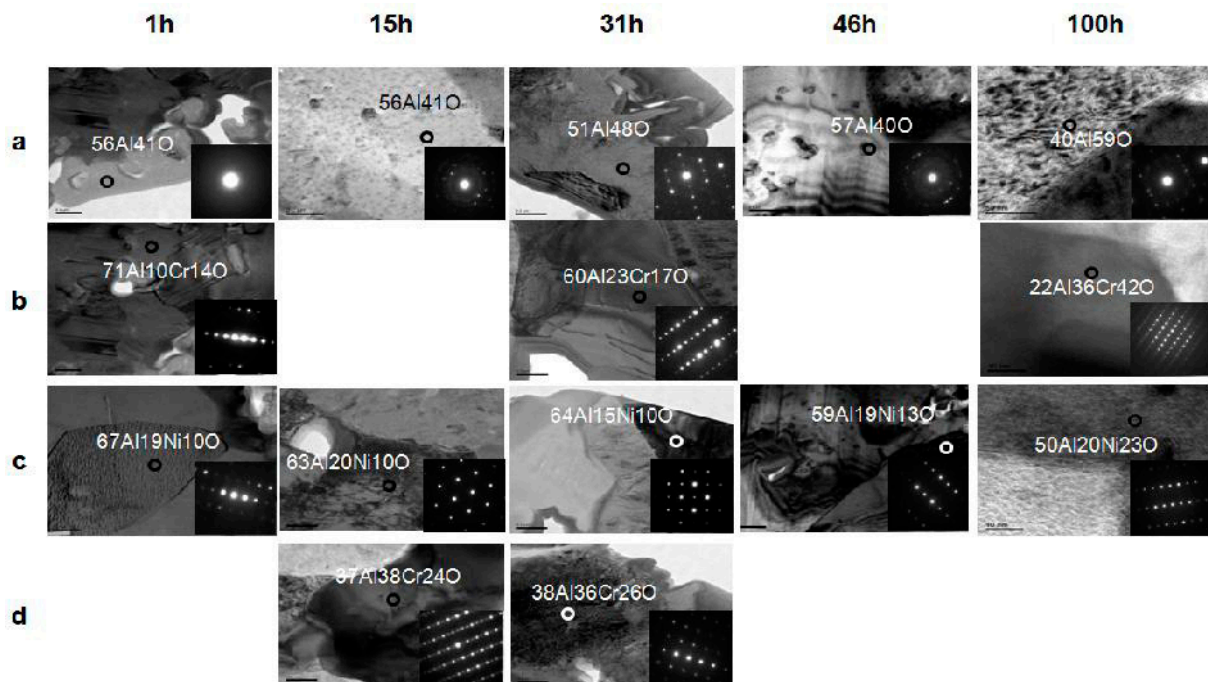 1h 15h 31h 46h 100h
a
56Al41O
56Al41O
51Al48O
57Al40O
40Al59O
b
71Al10Cr14O
60Al23Cr17O
22Al36Cr42O
c
67Al19Ni10O
63Al20Ni10O
64Al15Ni10O
59Al19Ni13O
50Al20Ni23O
d
37Al38Cr24O
38Al36Cr26O